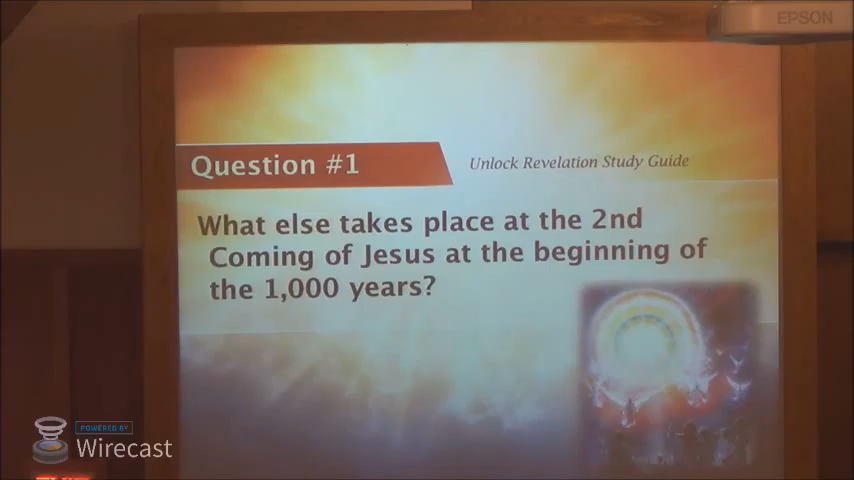 EPSON
Question #1
Unlock Revelation Study Guide
What else takes place at the 2nd
Coming of Jesus at the beginning of
the 1,000 years?
POWERED BY
Wirecast